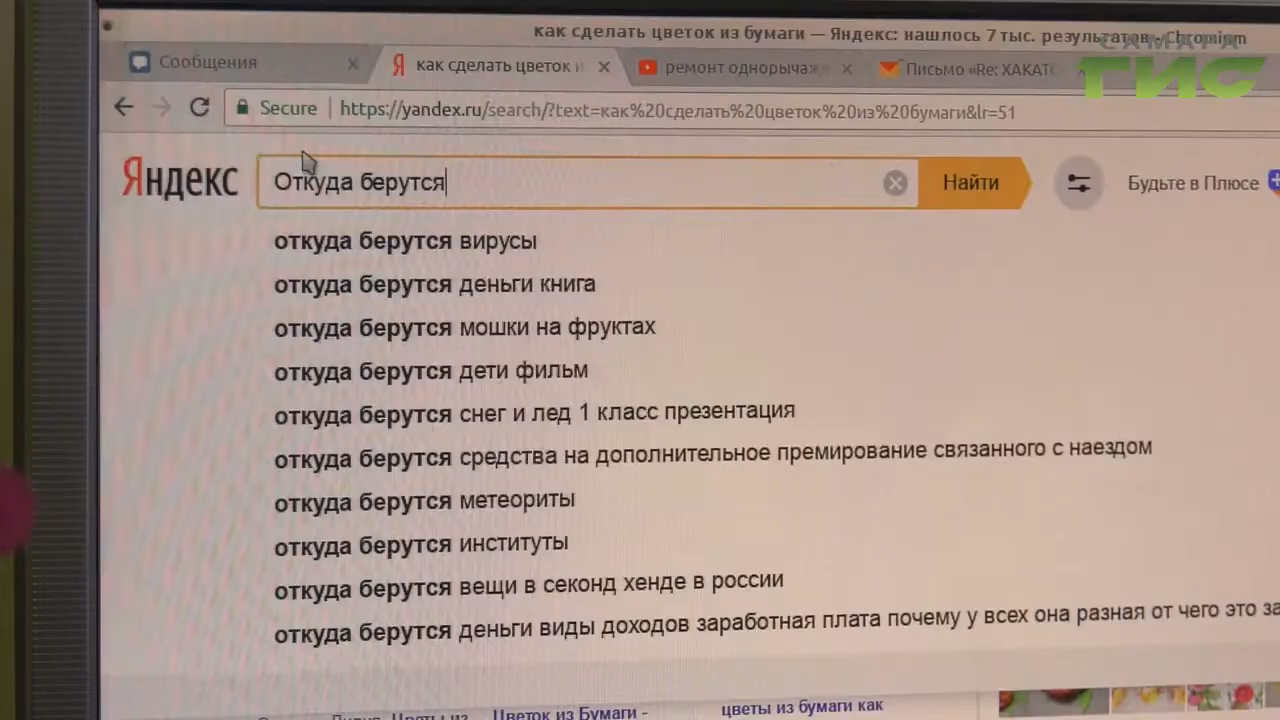 как сделать цветок из бумаги — Яндекс: нашлось 7 тыс. результатов - Chromium
САМАРА
ГИС
Сообщения
как сделать цветок и
ремонт однорычаж
Письмо «Re: ХАКАТО
Secure
https://yandex.ru/search/?text=как%20сделать%20цветок%20из%20бумаги&lr=51
Яндекс
Откуда берутся
Найти
Будьте в Плюсе
откуда берутся вирусы
откуда берутся деньги книга
откуда берутся мошки на фруктах
откуда берутся дети фильм
откуда берутся снег и лед 1 класс презентация
откуда берутся средства на дополнительное премирование связанного с наездом
откуда берутся метеориты
откуда берутся институты
откуда берутся вещи в секонд хенде в россии
откуда берутся деньги виды доходов заработная плата почему у всех она разная от чего это за
Цветы из
Цветок из Бумаги -
цветы из бумаги как